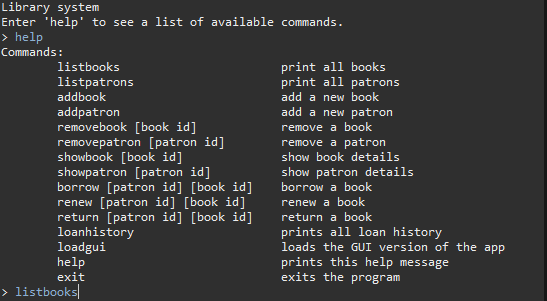 Library system
Enter 'help' to see a list of available commands.
> help
Commands:
listbooks print all books
listpatrons print all patrons
addbook add a new book
addpatron add a new patron
removebook [book id] remove a book
removepatron [patron id] remove a patron
showbook [book id] show book details
showpatron [patron id] show patron details
borrow [patron id] [book id] borrow a book
renew [patron id] [book id] renew a book
return [patron id] [book id] return a book
loanhistory prints all loan history
loadgui loads the GUI version of the app
help prints this help message
exit exits the program
> listbooks